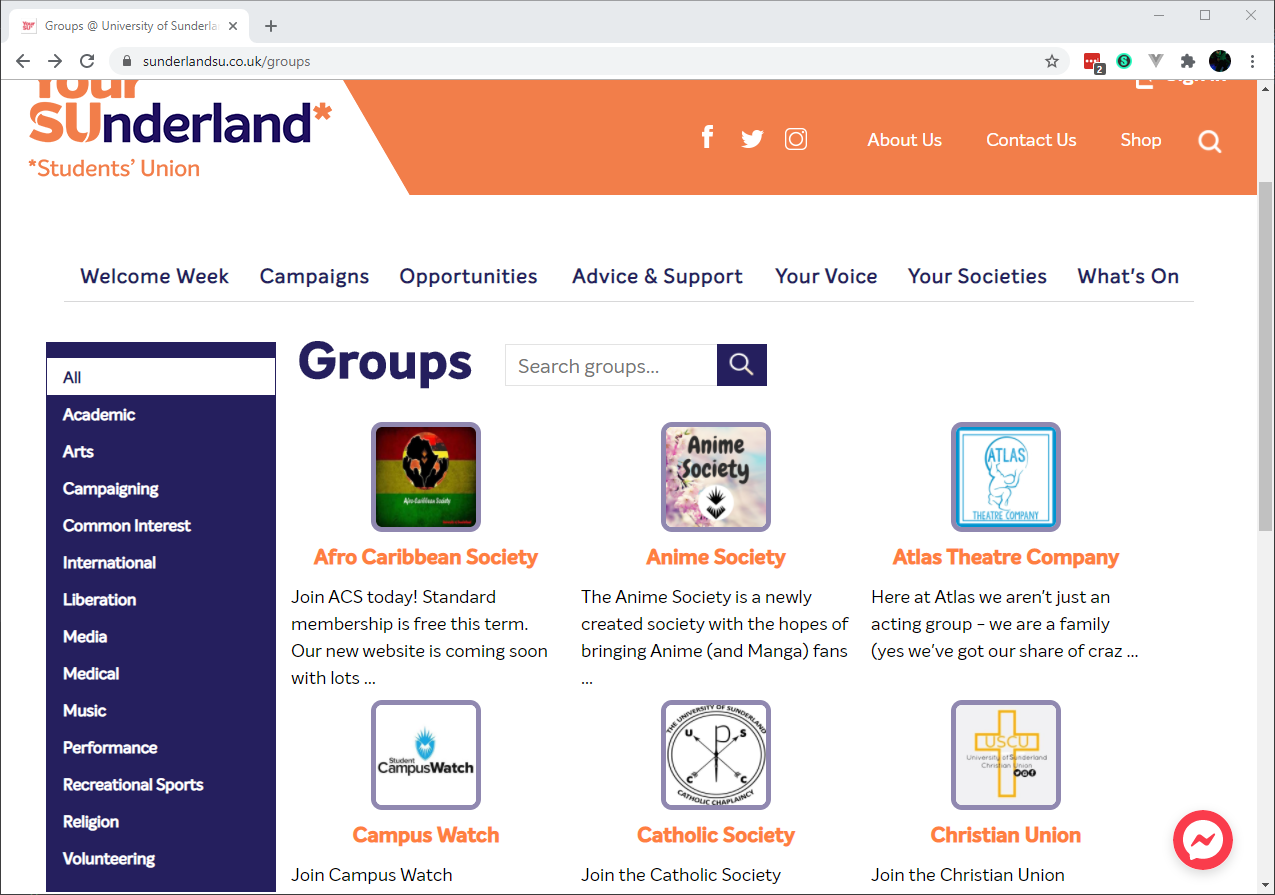 Groups @ University of Sunderla
sunderlandsu.co.uk/groups
2
Your
SUnderland*
*Students' Union
Sign In
About Us
Contact Us
Shop
Welcome Week
Campaigns
Opportunities
Advice & Support
Your Voice
Your Societies
What's On
All
Academic
Arts
Campaigning
Common Interest
International
Liberation
Media
Medical
Music
Performance
Recreational Sports
Religion
Volunteering
Groups
Search groups...
Afro-Caribbean Society
Afro Caribbean Society
Join ACS today! Standard
membership is free this term.
Our new website is coming soon
with lots ...
Anime
Society
Anime Society
The Anime Society is a newly
created society with the hopes of
bringing Anime (and Manga) fans
...
ATLAS
THEATRE COMPANY
Atlas Theatre Company
Here at Atlas we aren't just an
acting group – we are a family
(yes we've got our share of craz ...
Student
CampusWatch
Campus Watch
Join Campus Watch
THE UNIVERSITY OF SUNDERLAND
U S
C C
CATHOLIC CHAPLAINCY
Catholic Society
Join the Catholic Society
USCU
University of Sunderland
Christian Union
Christian Union
Join the Christian Union